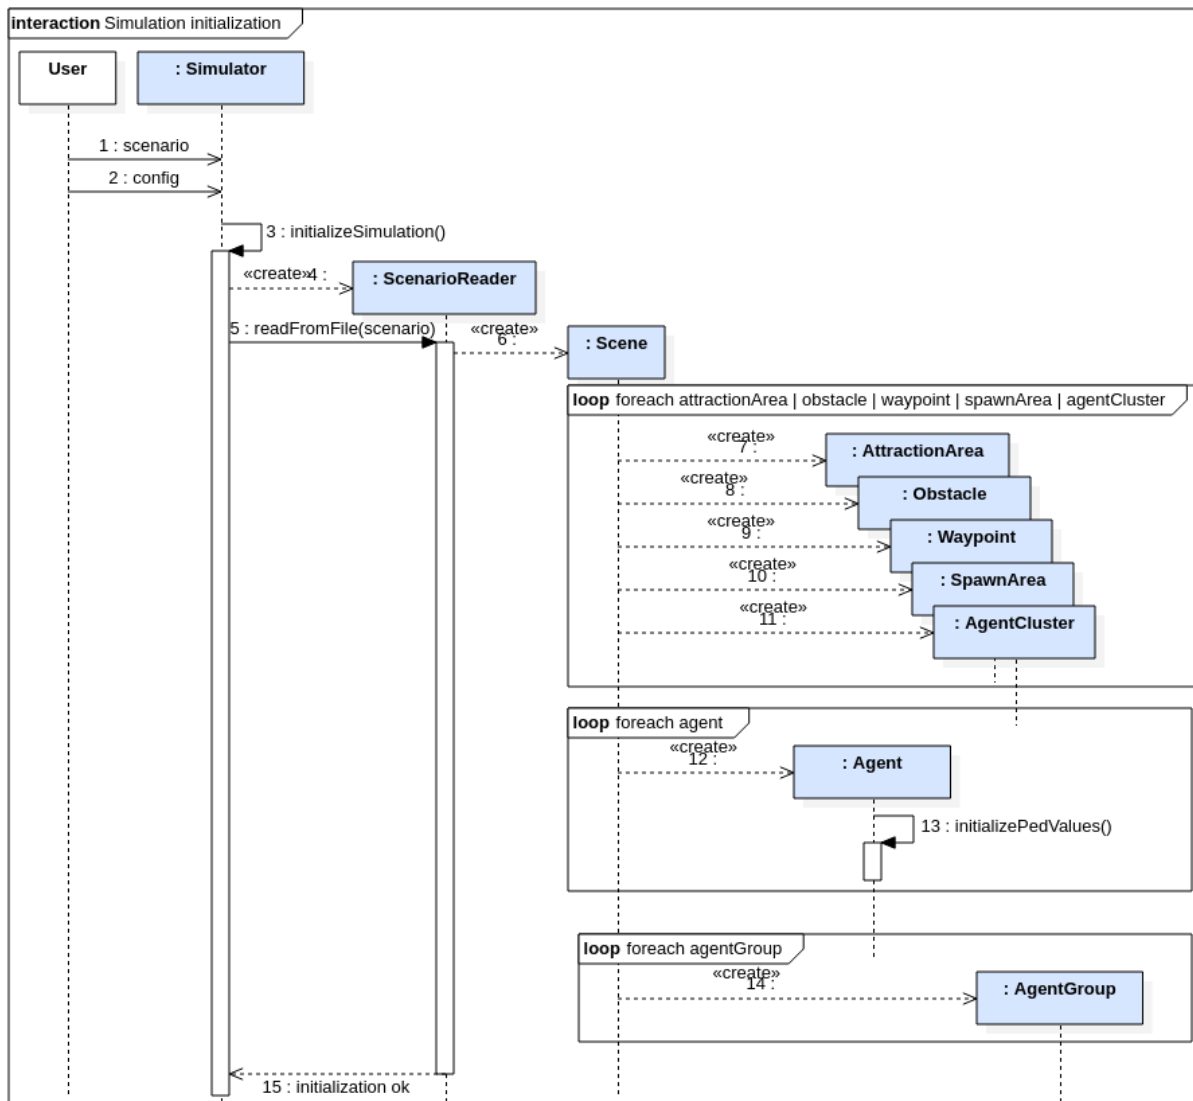 interaction Simulation initialization
User
: Simulator
1 : scenario
2 : config
3 : initializeSimulation()
«create»
4 :
: ScenarioReader
5 : readFromFile(scenario)
«create»
6 :
: Scene
loop foreach attractionArea | obstacle | waypoint | spawnArea | agentCluster
«create»
7 :
: AttractionArea
«create»
8 :
: Obstacle
«create»
9 :
: Waypoint
«create»
10 :
: SpawnArea
«create»
11 :
: AgentCluster
loop foreach agent
«create»
12 :
: Agent
13 : initializePedValues()
loop foreach agentGroup
«create»
14 :
: AgentGroup
15 : initialization ok